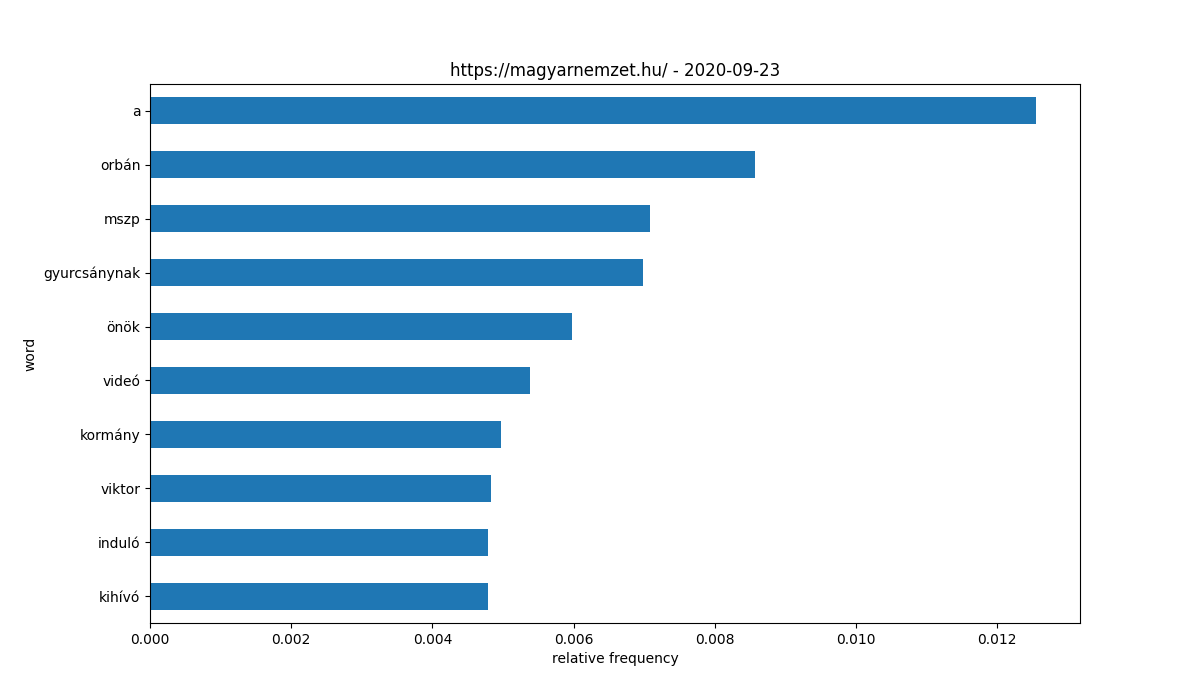 https://magyarnemzet.hu/ - 2020-09-23
a
orbán
mszp
gyurcsánynak
önök
videó
kormány
viktor
induló
kihívó
word
0.000 0.002 0.004 0.006 0.008 0.010 0.012
relative frequency